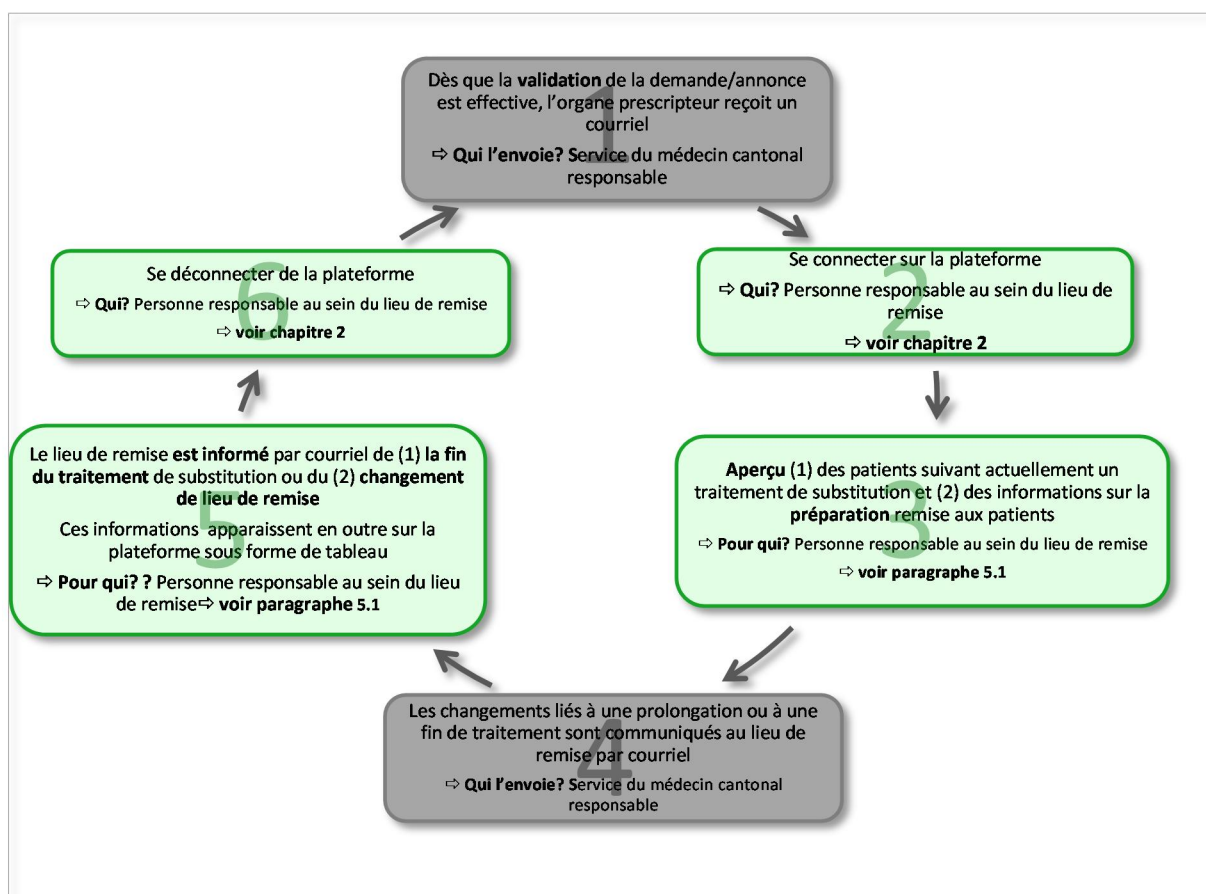 1
Dès que la validation de la demande/annonce
est effective, l'organe prescripteur reçoit un
courriel
⇨ Qui l'envoie? Service du médecin cantonal
responsable
2
Se connecter sur la plateforme
⇨ Qui? Personne responsable au sein du lieu de
remise
⇨ voir chapitre 2
3
Aperçu (1) des patients suivant actuellement un
traitement de substitution et (2) des informations sur la
préparation remise aux patients
⇨ Pour qui? Personne responsable au sein du lieu de remise
⇨ voir paragraphe 5.1
4
Les changements liés à une prolongation ou à une
fin de traitement sont communiqués au lieu de
remise par courriel
⇨ Qui l'envoie? Service du médecin cantonal
responsable
5
Le lieu de remise est informé par courriel de (1) la fin
du traitement de substitution ou du (2) changement
de lieu de remise
Ces informations apparaissent en outre sur la
plateforme sous forme de tableau
⇨ Pour qui? ? Personne responsable au sein du lieu
de remise⇨ voir paragraphe 5.1
6
Se déconnecter de la plateforme
⇨ Qui? Personne responsable au sein du lieu de remise
⇨ voir chapitre 2